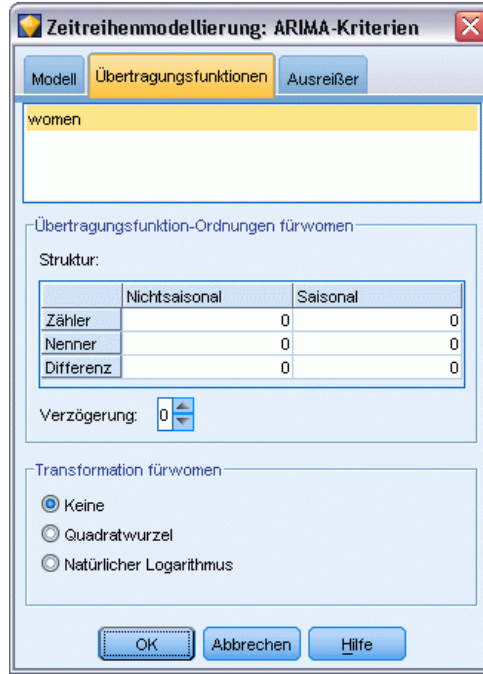 Zeitreihenmodellierung: ARIMA-Kriterien
Modell Übertragungsfunktionen Ausreißer
women
Übertragungsfunktion-Ordnungen fürwomen
Struktur:
Nichtsaisonal Saisonal
Zähler 0 0
Nenner 0 0
Differenz 0 0
Verzögerung: 0
Transformation fürwomen
Keine
Quadratwurzel
Natürlicher Logarithmus
OK Abbrechen Hilfe